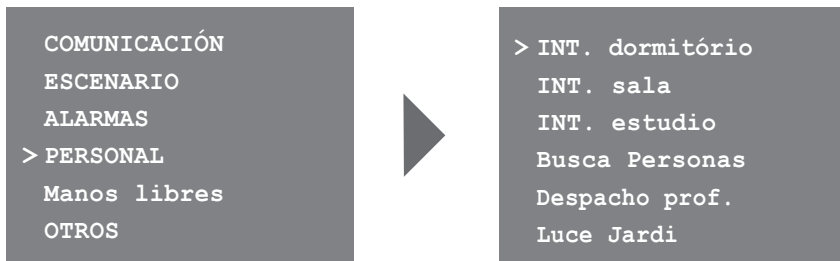 COMUNICACIÓN
ESCENARIO
ALARMAS
> PERSONAL
Manos libres
OTROS
> INT. dormitório
INT. sala
INT. estudio
Busca Personas
Despacho prof.
Luce Jardi